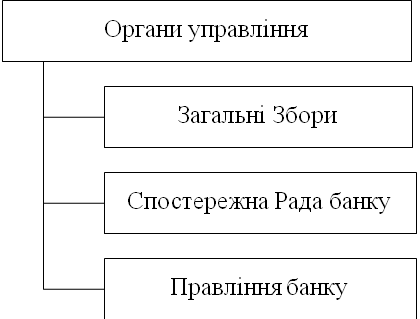 Органи управління
Загальні Збори
Спостережна Рада банку
Правління банку